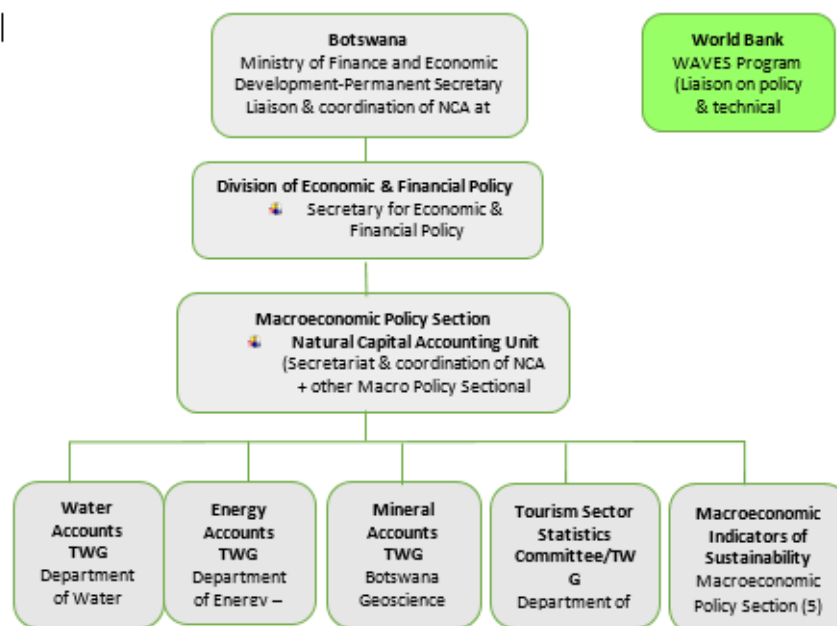 Botswana
Ministry of Finance and Economic
Development-Permanent Secretary
Liaison & coordination of NCA at
World Bank
WAVES Program
(Liaison on policy
& technical
Division of Economic & Financial Policy
Secretary for Economic &
Financial Policy
Macroeconomic Policy Section
Natural Capital Accounting Unit
(Secretariat & coordination of NCA
+ other Macro Policy Sectional
Water
Accounts
TWG
Department
of Water
Energy
Accounts
TWG
Department
of Energy –
Mineral
Accounts
TWG
Botswana
Geoscience
Tourism Sector
Statistics
Committee/TW
G
Department of
Macroeconomic
Indicators of
Sustainability
Macroeconomic
Policy Section (5)